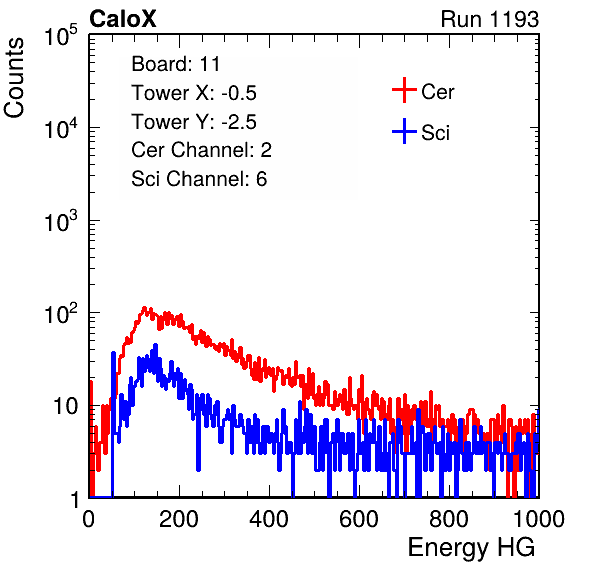 CaloX Run 1193
Counts
10^5
10^4
10^3
10^2
10
1
Board: 11
Tower X: -0.5
Tower Y: -2.5
Cer Channel: 2
Sci Channel: 6
Cer
Sci
0 200 400 600 800 1000
Energy HG